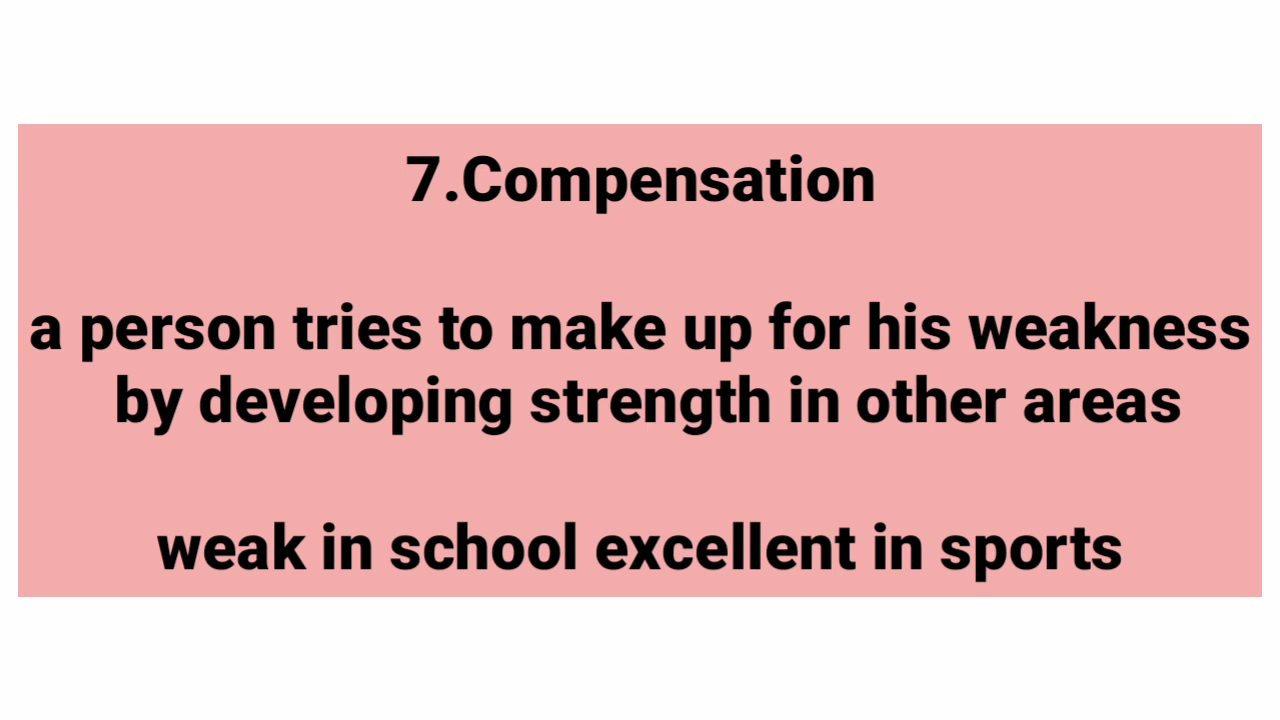 7.Compensation
a person tries to make up for his weakness
by developing strength in other areas
weak in school excellent in sports